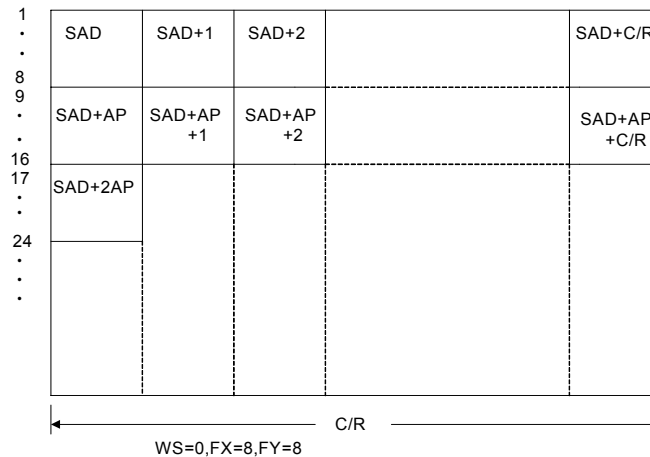 1
8
SAD
SAD+1
SAD+2
SAD+C/R
9
16
SAD+AP
SAD+AP
+1
SAD+AP
+2
SAD+AP
+C/R
17
24
SAD+2AP
C/R
WS=0,FX=8,FY=8